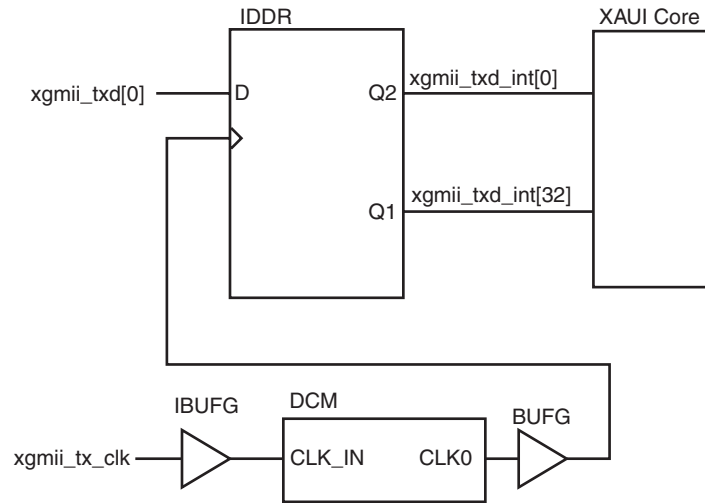 IDDR
XAUI Core
xgmii_txd[0]
D
Q2
xgmii_txd_int[0]
Q1
xgmii_txd_int[32]
IBUFG
DCM
BUFG
xgmii_tx_clk
CLK_IN
CLK0